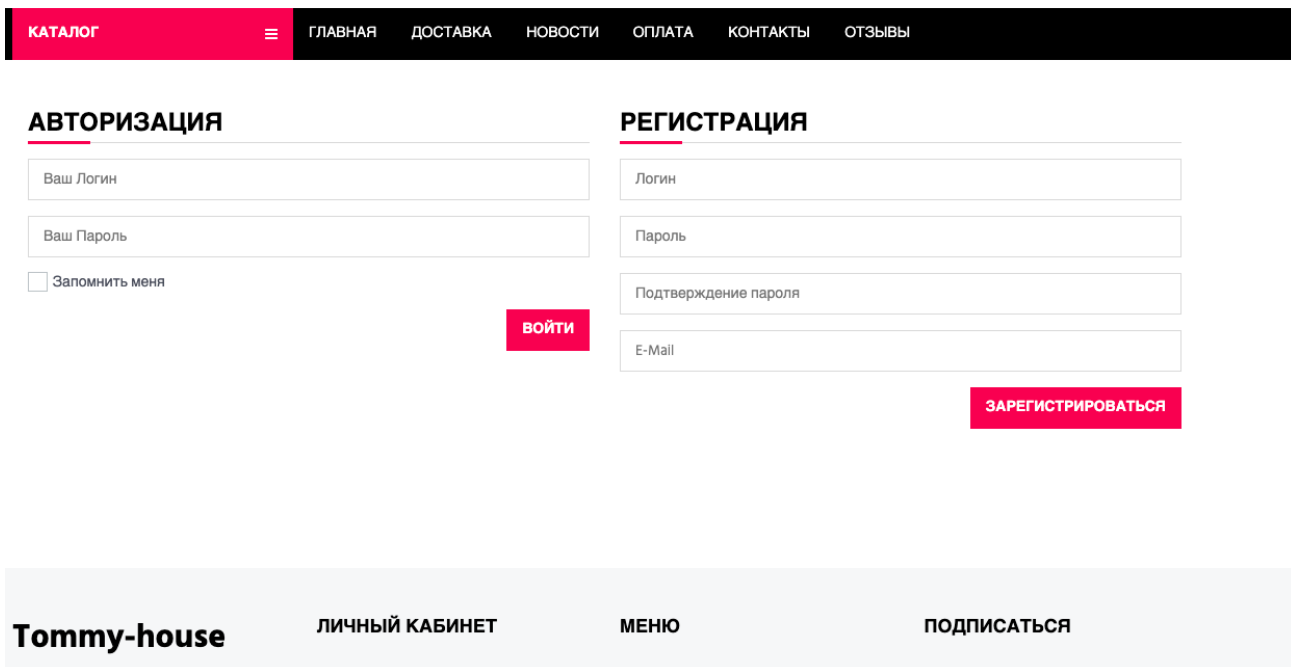 КАТАЛОГ ГЛАВНАЯ ДОСТАВКА НОВОСТИ ОПЛАТА КОНТАКТЫ ОТЗЫВЫ
АВТОРИЗАЦИЯ
Ваш Логин
Ваш Пароль
Запомнить меня
ВОЙТИ
РЕГИСТРАЦИЯ
Логин
Пароль
Подтверждение пароля
E-Mail
ЗАРЕГИСТРИРОВАТЬСЯ
Tommy-house
ЛИЧНЫЙ КАБИНЕТ
МЕНЮ
ПОДПИСАТЬСЯ